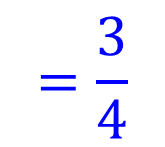 = 3/4